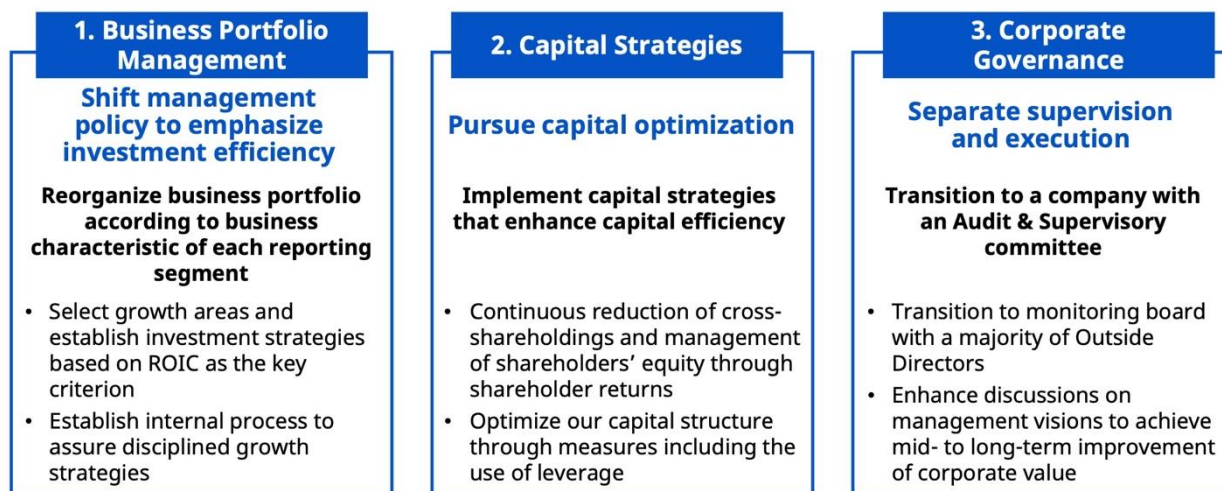 1. Business Portfolio
Management
Shift management
policy to emphasize
investment efficiency
Reorganize business portfolio
according to business
characteristic of each reporting
segment
• Select growth areas and
establish investment strategies
based on ROIC as the key
criterion
• Establish internal process to
assure disciplined growth
strategies
2. Capital Strategies
Pursue capital optimization
Implement capital strategies
that enhance capital efficiency
• Continuous reduction of cross-
shareholdings and management
of shareholders’ equity through
shareholder returns
• Optimize our capital structure
through measures including the
use of leverage
3. Corporate
Governance
Separate supervision
and execution
Transition to a company with
an Audit & Supervisory
committee
• Transition to monitoring board
with a majority of Outside
Directors
• Enhance discussions on
management visions to achieve
mid- to long-term improvement
of corporate value